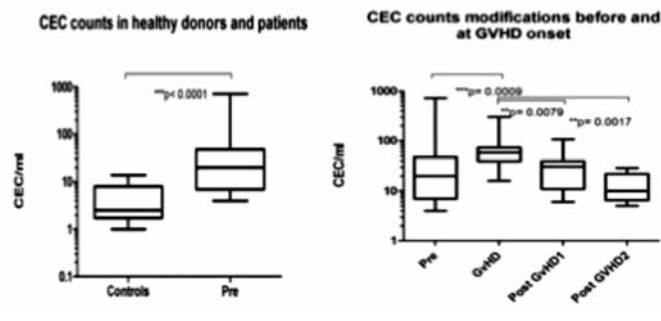 CEC counts in healthy donors and patients
***p< 0.0001
1000
100
10
1
0.1
CEC/ml
Controls Pre
CEC counts modifications before and
at GVHD onset
***p= 0.0009
**p= 0.0079
**p= 0.0017
1000
100
10
1
CEC/ml
Pre GvHD Post GvHD1 Post GVHD2